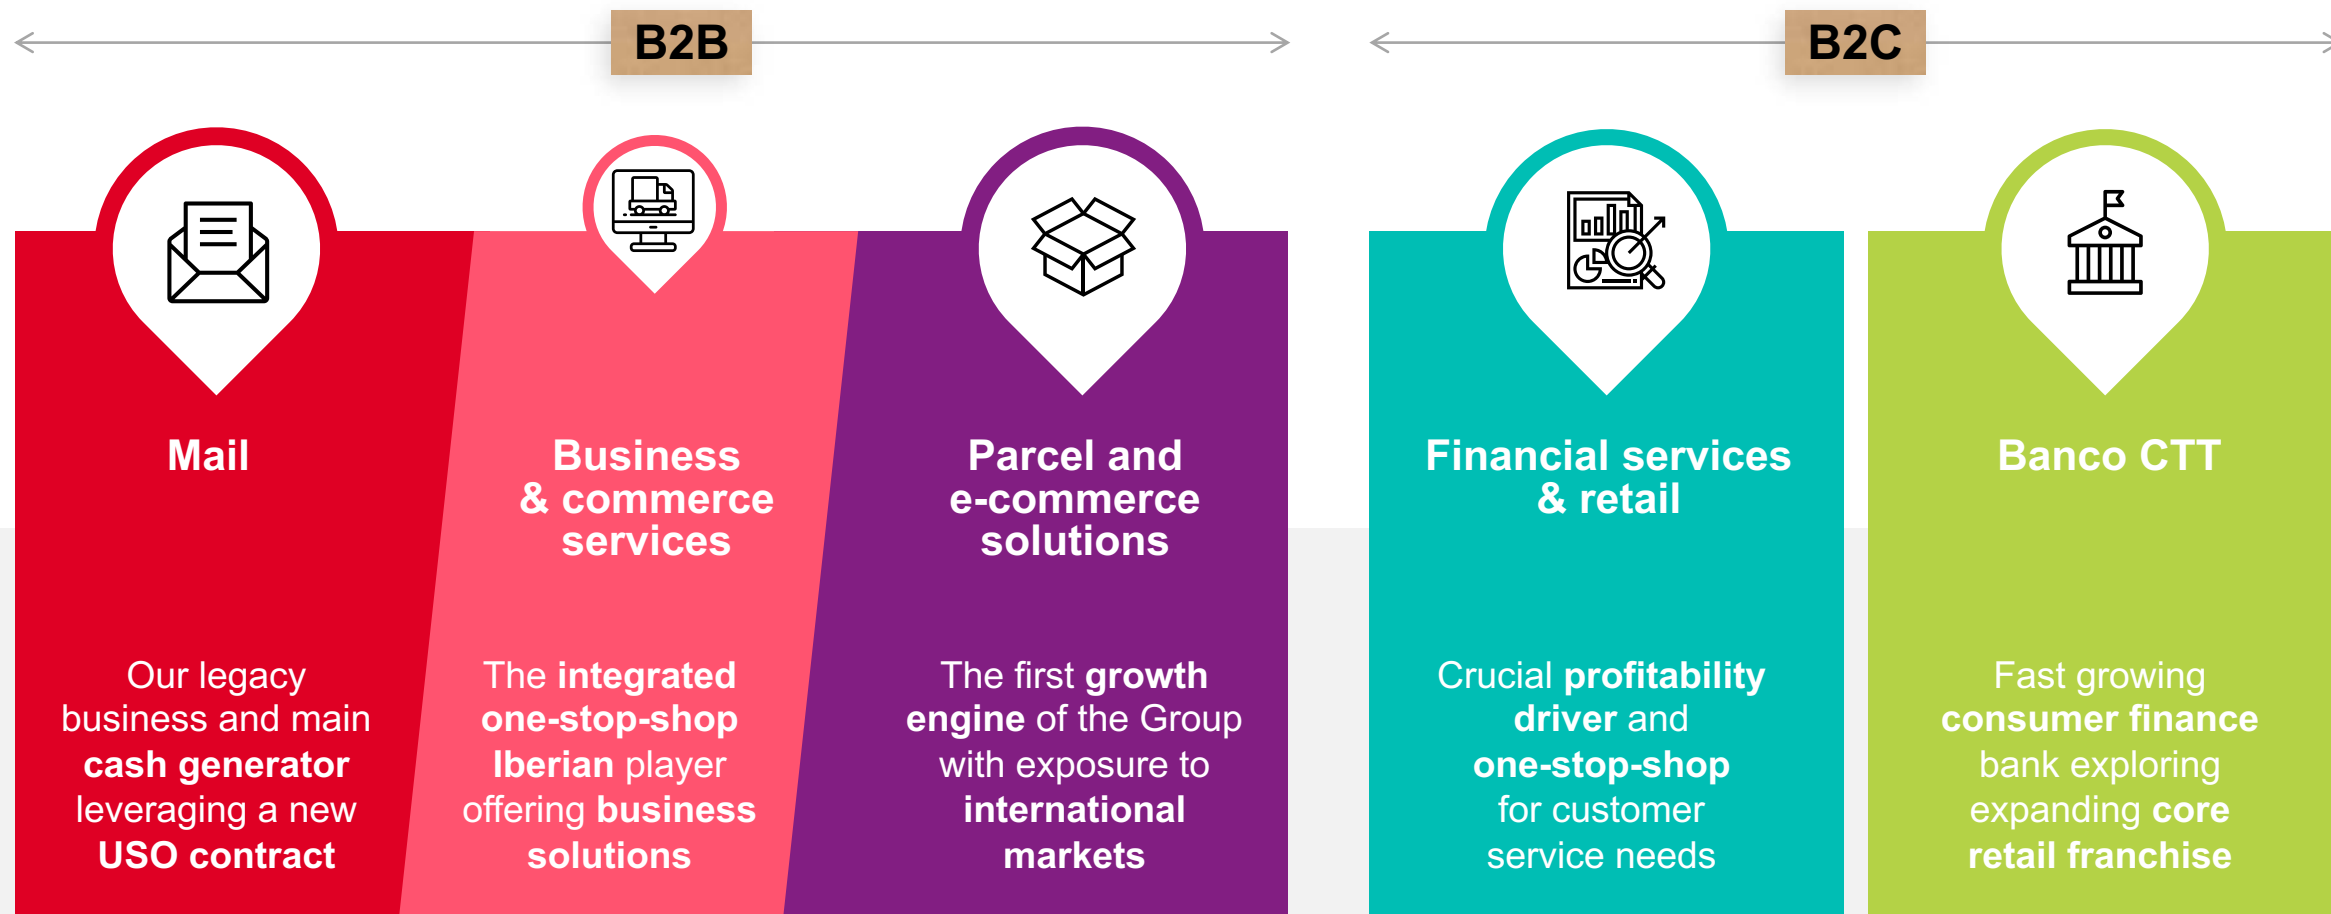 B2B
B2C
Mail
Our legacy
business and main
cash generator
leveraging a new
USO contract
Business
& commerce
services
The integrated
one-stop-shop
Iberian player
offering business
solutions
Parcel and
e-commerce
solutions
The first growth
engine of the Group
with exposure to
international
markets
Financial services
& retail
Crucial profitability
driver and
one-stop-shop
for customer
service needs
Banco CTT
Fast growing
consumer finance
bank exploring
expanding core
retail franchise